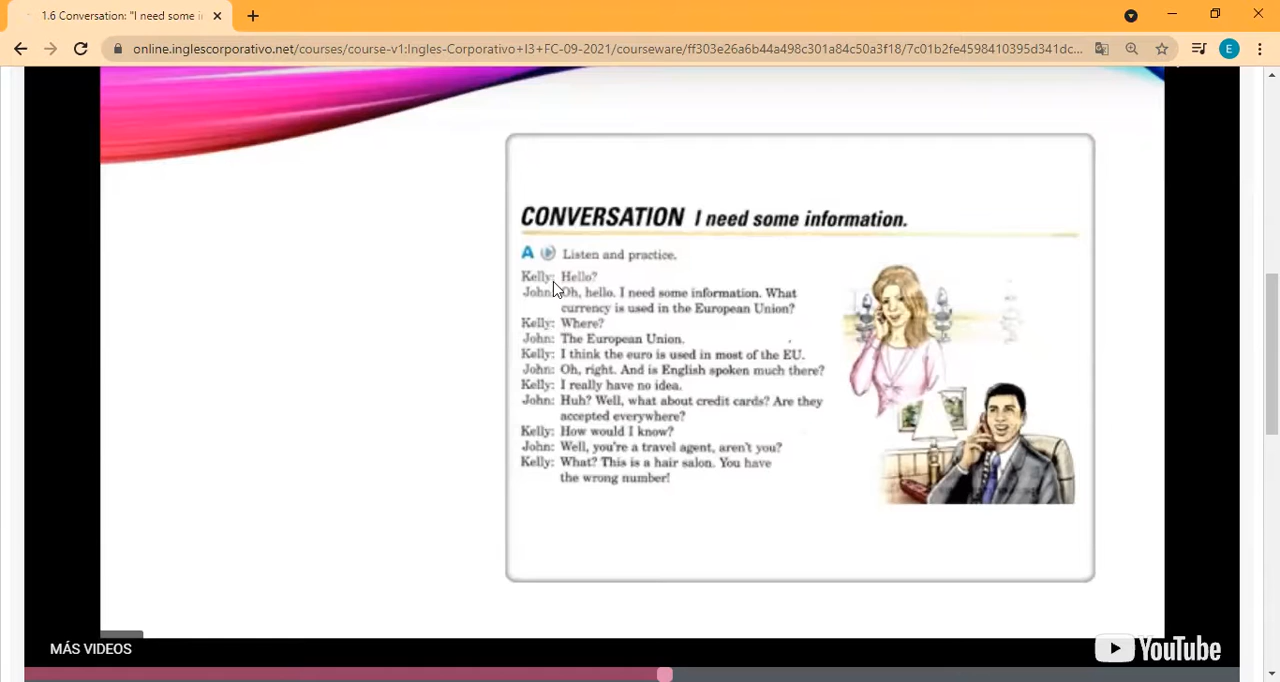 1.6 Conversation: "I need some i
online.inglescorporativo.net/courses/course-v1:Ingles-Corporativo+I3+FC-09-2021/courseware/ff303e26a6b44a498c301a84c50a3f18/7c01b2fe4598410395d341dc...
E
CONVERSATION I need some information.
A Listen and practice.
Kelly: Hello?
John: Oh, hello. I need some information. What
currency is used in the European Union?
Kelly: Where?
John: The European Union.
Kelly: I think the euro is used in most of the EU.
John: Oh, right. And is English spoken much there?
Kelly: I really have no idea.
John: Huh? Well, what about credit cards? Are they
accepted everywhere?
Kelly: How would I know?
John: Well, you're a travel agent, aren't you?
Kelly: What? This is a hair salon. You have
the wrong number!
MÁS VIDEOS
YouTube